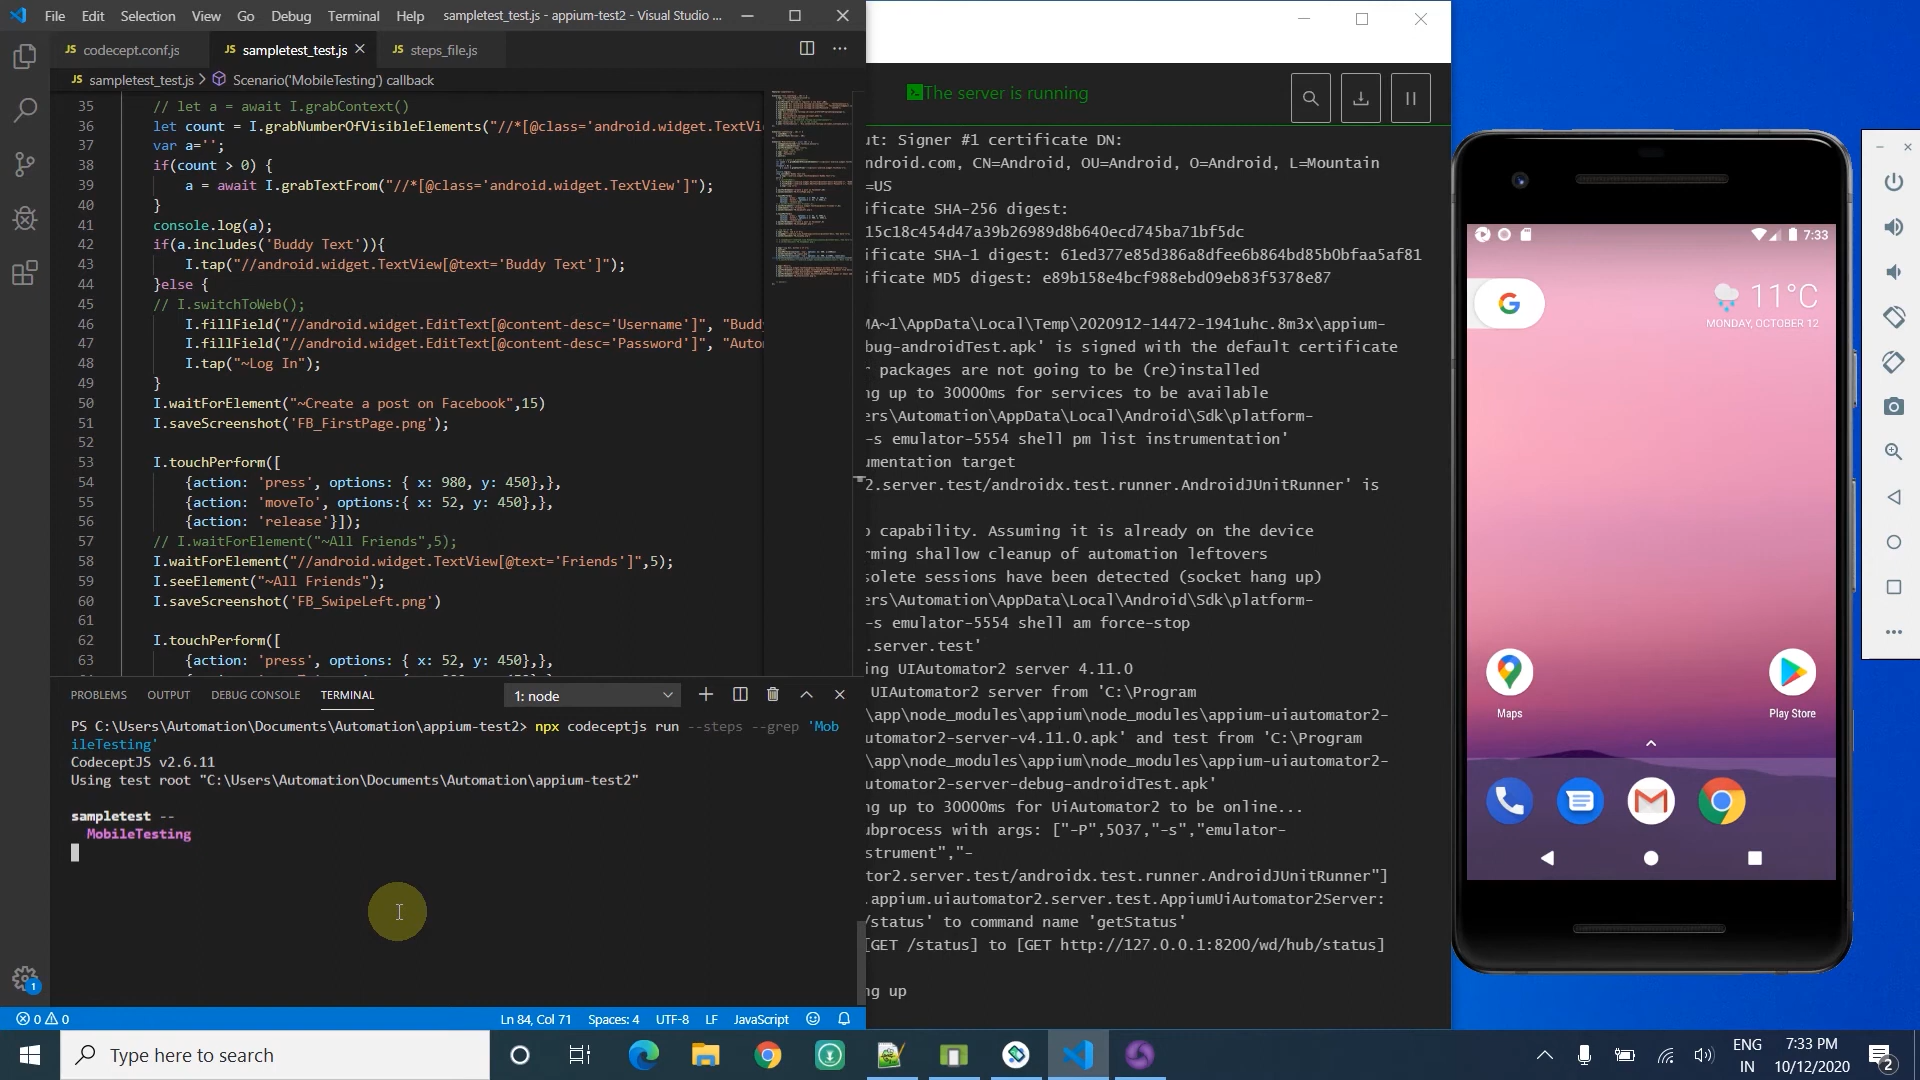 File Edit Selection View Go Debug Terminal Help sampletest_test.js - appium-test2 - Visual Studio ...
JS codecept.conf.js JS sampletest_test.js JS steps_file.js
JS sampletest_test.js > Scenario('MobileTesting') callback
35 // let a = await I.grabContext()
36 let count = I.grabNumberOfVisibleElements("//*[@class='android.widget.TextVi
37 var a='';
38 if(count > 0) {
39 a = await I.grabTextFrom("//*[@class='android.widget.TextView']");
40 }
41 console.log(a);
42 if(a.includes('Buddy Text')){
43 I.tap("//android.widget.TextView[@text='Buddy Text']");
44 }else {
45 // I.switchToWeb();
46 I.fillField("//android.widget.EditText[@content-desc='Username']", "Budd
47 I.fillField("//android.widget.EditText[@content-desc='Password']", "Auto
48 I.tap("~Log In");
49 }
50 I.waitForElement("~Create a post on Facebook",15)
51 I.saveScreenshot('FB_FirstPage.png');
52
53 I.touchPerform([
54 {action: 'press', options: { x: 980, y: 450},},
55 {action: 'moveTo', options:{ x: 52, y: 450},},
56 {action: 'release'}]);
57 // I.waitForElement("~All Friends",5);
58 I.waitForElement("//android.widget.TextView[@text='Friends']",5);
59 I.seeElement("~All Friends");
60 I.saveScreenshot('FB_SwipeLeft.png')
61
62 I.touchPerform([
63 {action: 'press', options: { x: 52, y: 450},},
PROBLEMS OUTPUT DEBUG CONSOLE TERMINAL 1: node
PS C:\Users\Automation\Documents\Automation\appium-test2> npx codeceptjs run --steps --grep 'Mob
ileTesting'
CodeceptJS v2.6.11
Using test root "C:\Users\Automation\Documents\Automation\appium-test2"
sampletest --
MobileTesting
1
0 0 Ln 84, Col 71 Spaces: 4 UTF-8 LF JavaScript
The server is running
ut: Signer #1 certificate DN:
ndroid.com, CN=Android, OU=Android, O=Android, L=Mountain
=US
ificate SHA-256 digest:
15c18c454d47a39b26989d8b640ecd745ba71bf5dc
ificate SHA-1 digest: 61ed377e85d386a8dfee6b864bd85b0bfaa5af81
ificate MD5 digest: e89b158e4bcf988ebd09eb83f5378e87
MA~1\AppData\Local\Temp\2020912-14472-1941uhc.8m3x\appium-
bug-androidTest.apk' is signed with the default certificate
r packages are not going to be (re)installed
ng up to 30000ms for services to be available
ers\Automation\AppData\Local\Android\Sdk\platform-
-s emulator-5554 shell pm list instrumentation'
umentation target
2.server.test/androidx.test.runner.AndroidJUnitRunner' is
p capability. Assuming it is already on the device
rming shallow cleanup of automation leftovers
solete sessions have been detected (socket hang up)
ers\Automation\AppData\Local\Android\Sdk\platform-
-s emulator-5554 shell am force-stop
.server.test'
ing UIAutomator2 server 4.11.0
UIAutomator2 server from 'C:\Program
\app\node_modules\appium\node_modules\appium-uiautomator2-
utomator2-server-v4.11.0.apk' and test from 'C:\Program
\app\node_modules\appium\node_modules\appium-uiautomator2-
utomator2-server-debug-androidTest.apk'
ng up to 30000ms for UiAutomator2 to be online...
ubprocess with args: ["-P",5037,"-s","emulator-
strument","-
tor2.server.test/androidx.test.runner.AndroidJUnitRunner"]
.appium.uiautomator2.server.test.AppiumUiAutomator2Server:
/status' to command name 'getStatus'
[GET /status] to [GET http://127.0.0.1:8200/wd/hub/status]
ng up
7:33
G 11°C
MONDAY, OCTOBER 12
Maps Play Store
Type here to search
ENG
IN
7:33 PM
10/12/2020
2